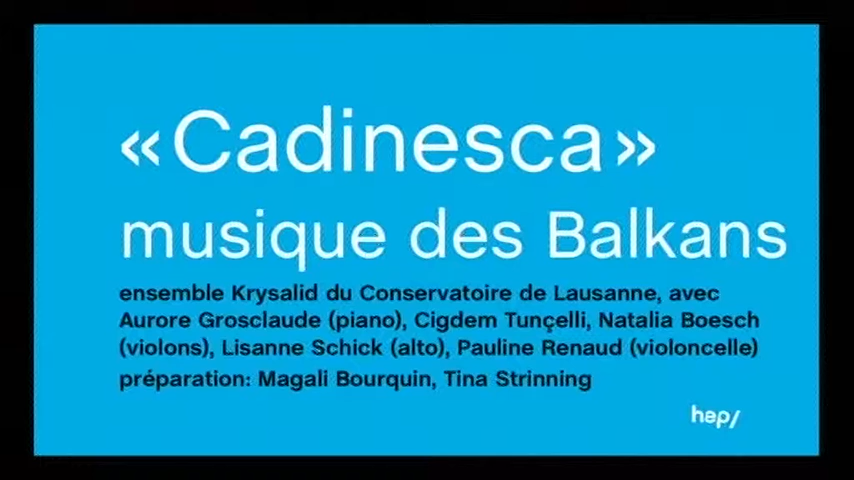 «Cadinesca»
musique des Balkans
ensemble Krysalid du Conservatoire de Lausanne, avec
Aurore Grosclaude (piano), Cigdem Tunçelli, Natalia Boesch
(violons), Lisanne Schick (alto), Pauline Renaud (violoncelle)
préparation: Magali Bourquin, Tina Strinning
hep/